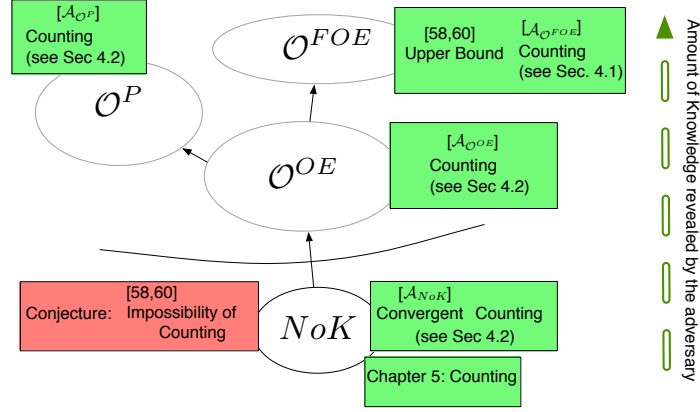 [𝒜_{𝒪^P}]
Counting
(see Sec 4.2)
𝒪^P
𝒪^{FOE}
[58,60]
Upper Bound
[𝒜_{𝒪^{FOE}}]
Counting
(see Sec. 4.1)
𝒪^{OE}
[𝒜_{𝒪^{OE}}]
Counting
(see Sec 4.2)
[58,60]
Conjecture: Impossibility of
Counting
NoK
[𝒜_{NoK}]
Convergent Counting
(see Sec 4.2)
Chapter 5: Counting
Amount of Knowledge revealed by the adversary